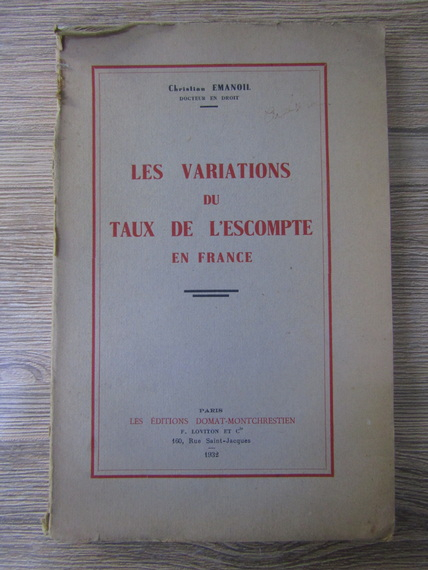 Christian EMANOIL
DOCTEUR EN DROIT
LES VARIATIONS
DU
TAUX DE L'ESCOMPTE
EN FRANCE
PARIS
LES ÉDITIONS DOMAT-MONTCHRESTIEN
F. LOVITON ET Cie
160, Rue Saint-Jacques
1932